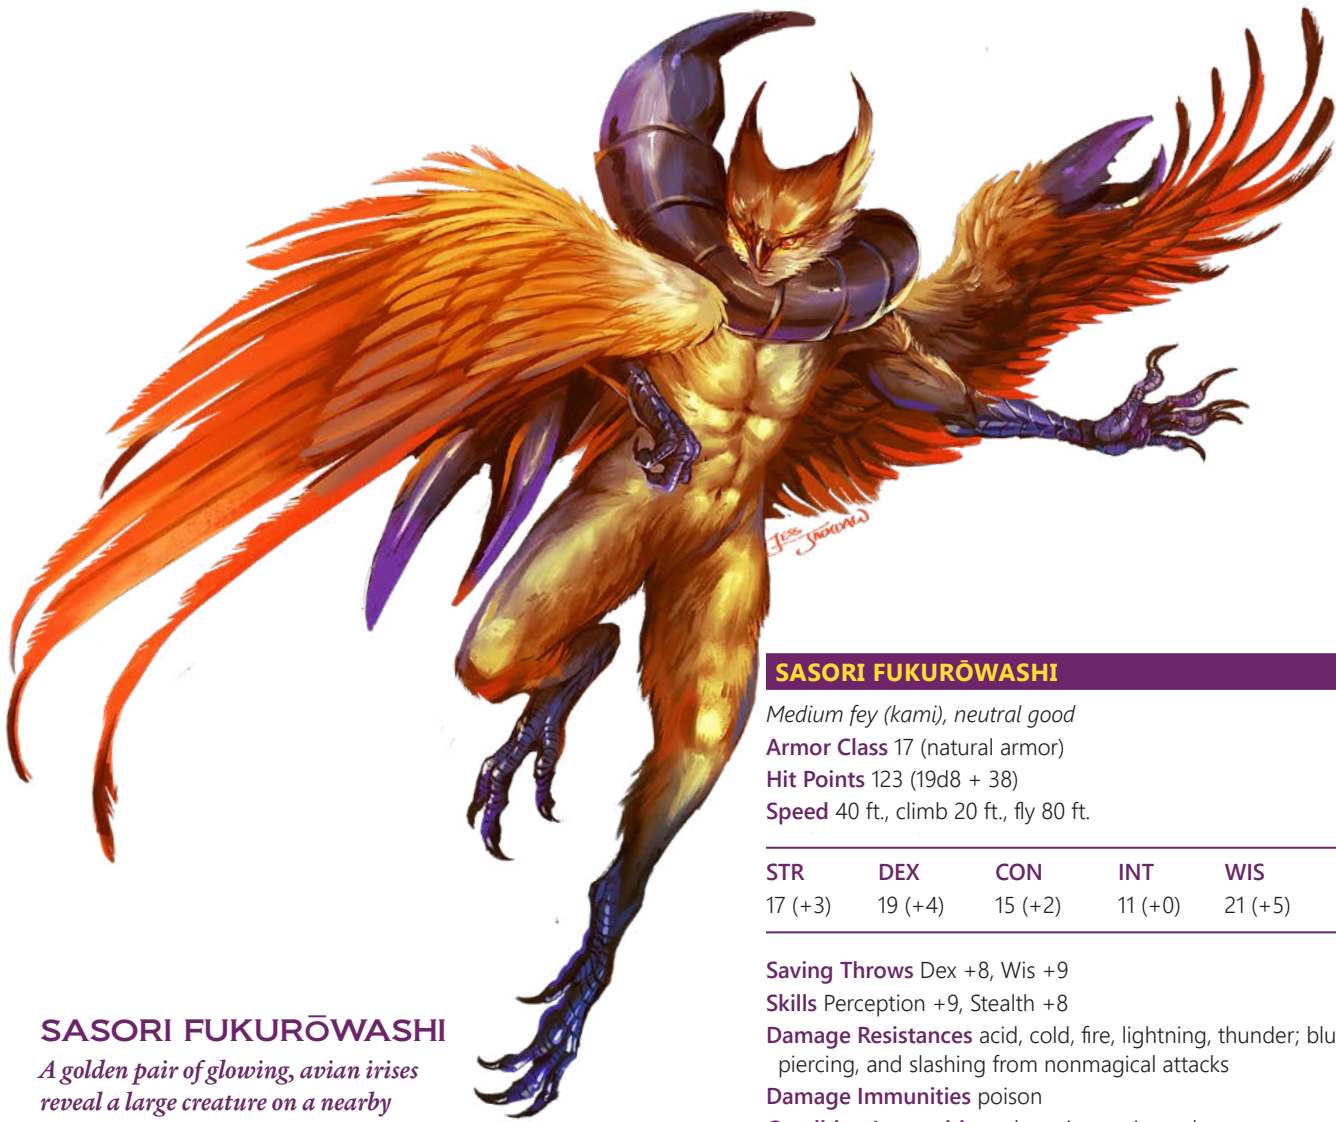 Jess
SASORI FUKURŌWASHI
Medium fey (kami), neutral good
Armor Class 17 (natural armor)
Hit Points 123 (19d8 + 38)
Speed 40 ft., climb 20 ft., fly 80 ft.
STR DEX CON INT WIS
17 (+3) 19 (+4) 15 (+2) 11 (+0) 21 (+5)
Saving Throws Dex +8, Wis +9
Skills Perception +9, Stealth +8
Damage Resistances acid, cold, fire, lightning, thunder; blu
piercing, and slashing from nonmagical attacks
Damage Immunities poison
SASORI FUKURŌWASHI
A golden pair of glowing, avian irises
reveal a large creature on a nearby